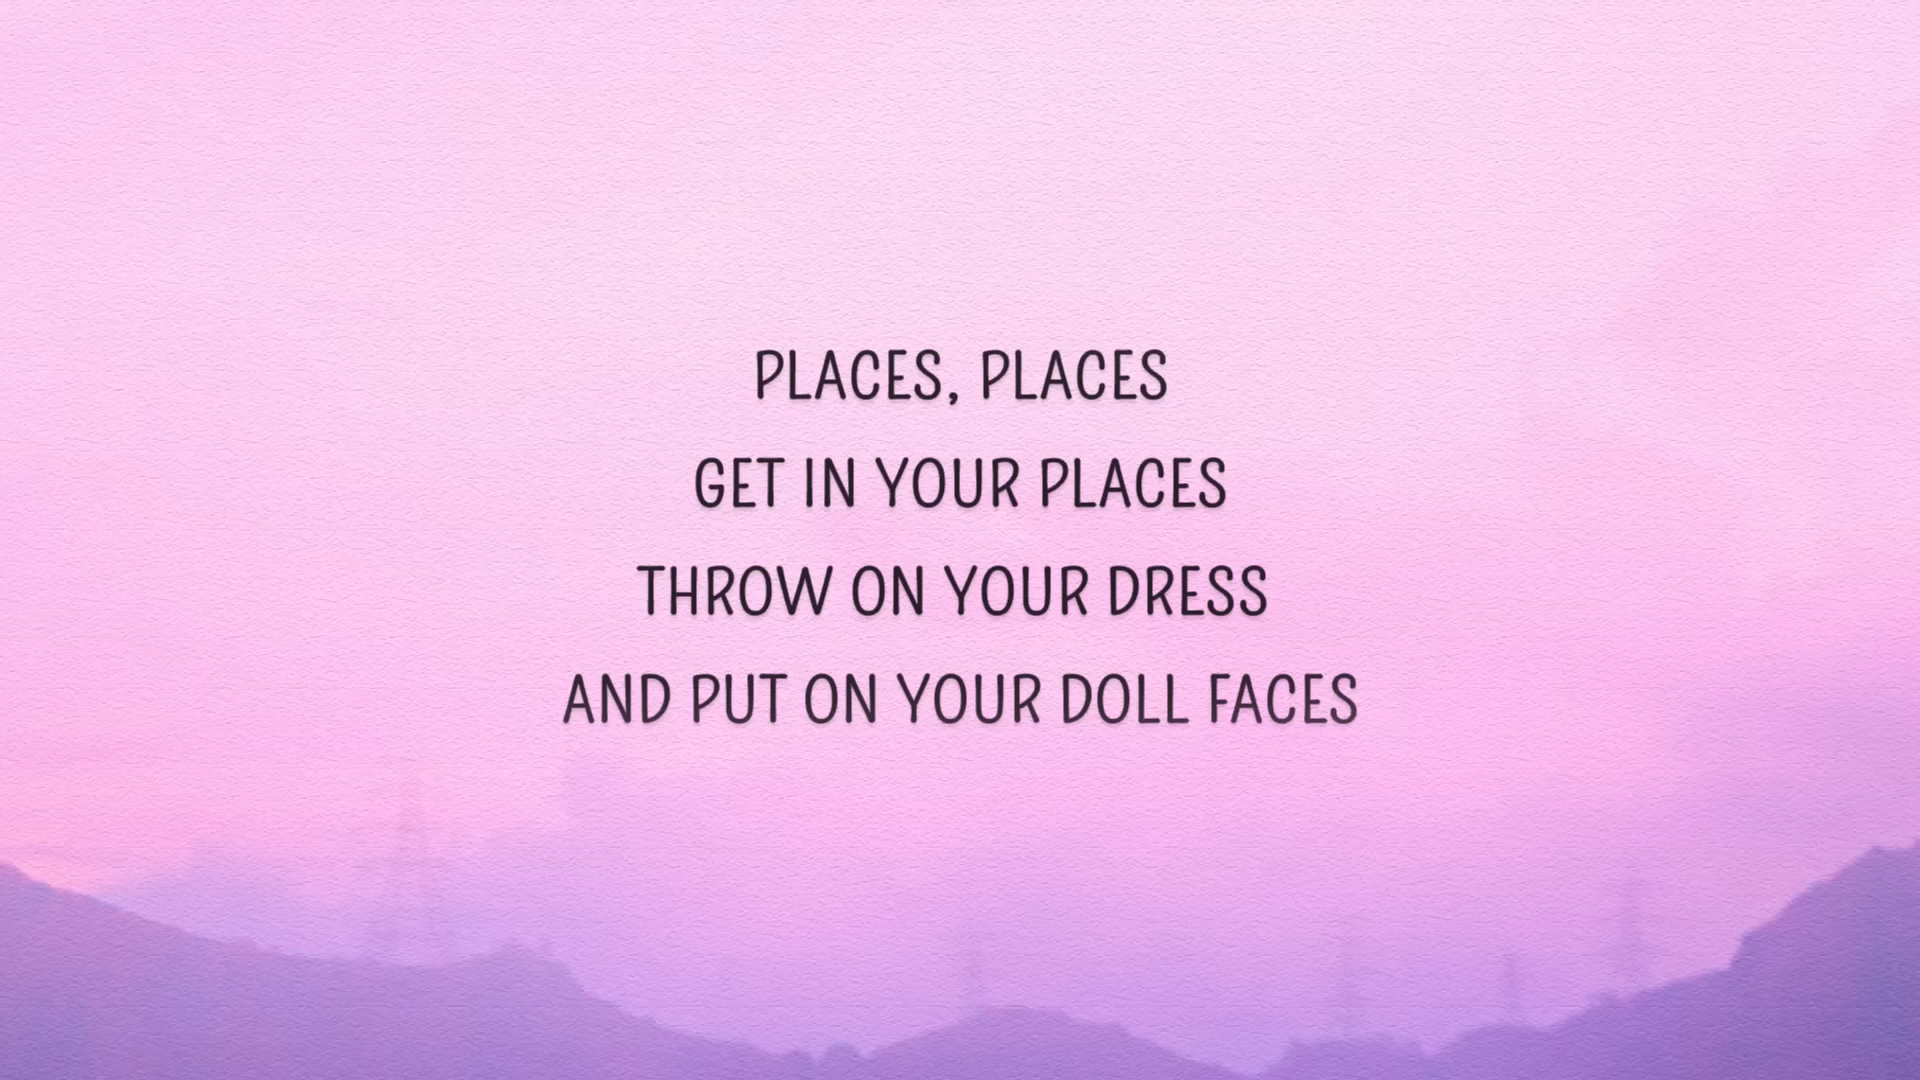 PLACES, PLACES
GET IN YOUR PLACES
THROW ON YOUR DRESS
AND PUT ON YOUR DOLL FACES